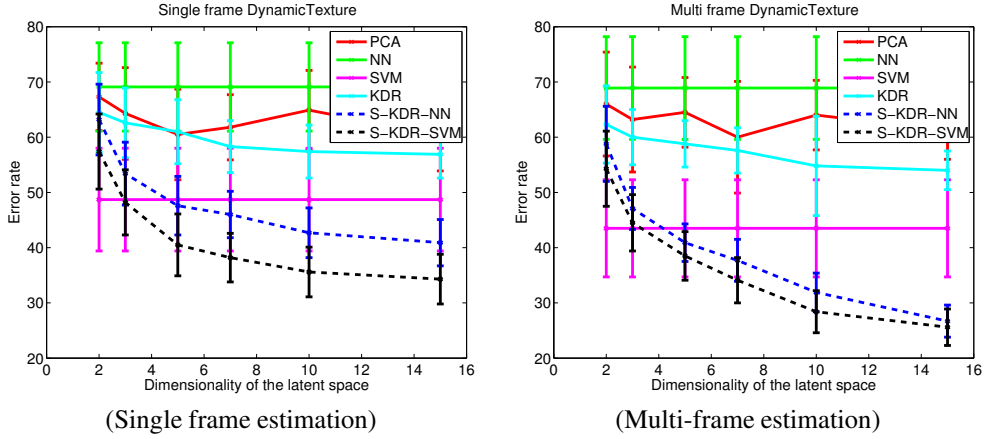 Single frame DynamicTexture
80
70
60
50
40
30
20
Error rate
0
2
4
6
8
10
12
14
16
Dimensionality of the latent space
PCA
NN
SVM
KDR
S−KDR−NN
S−KDR−SVM
(Single frame estimation)
Multi frame DynamicTexture
80
70
60
50
40
30
20
Error rate
0
2
4
6
8
10
12
14
16
Dimensionality of the latent space
PCA
NN
SVM
KDR
S−KDR−NN
S−KDR−SVM
(Multi-frame estimation)